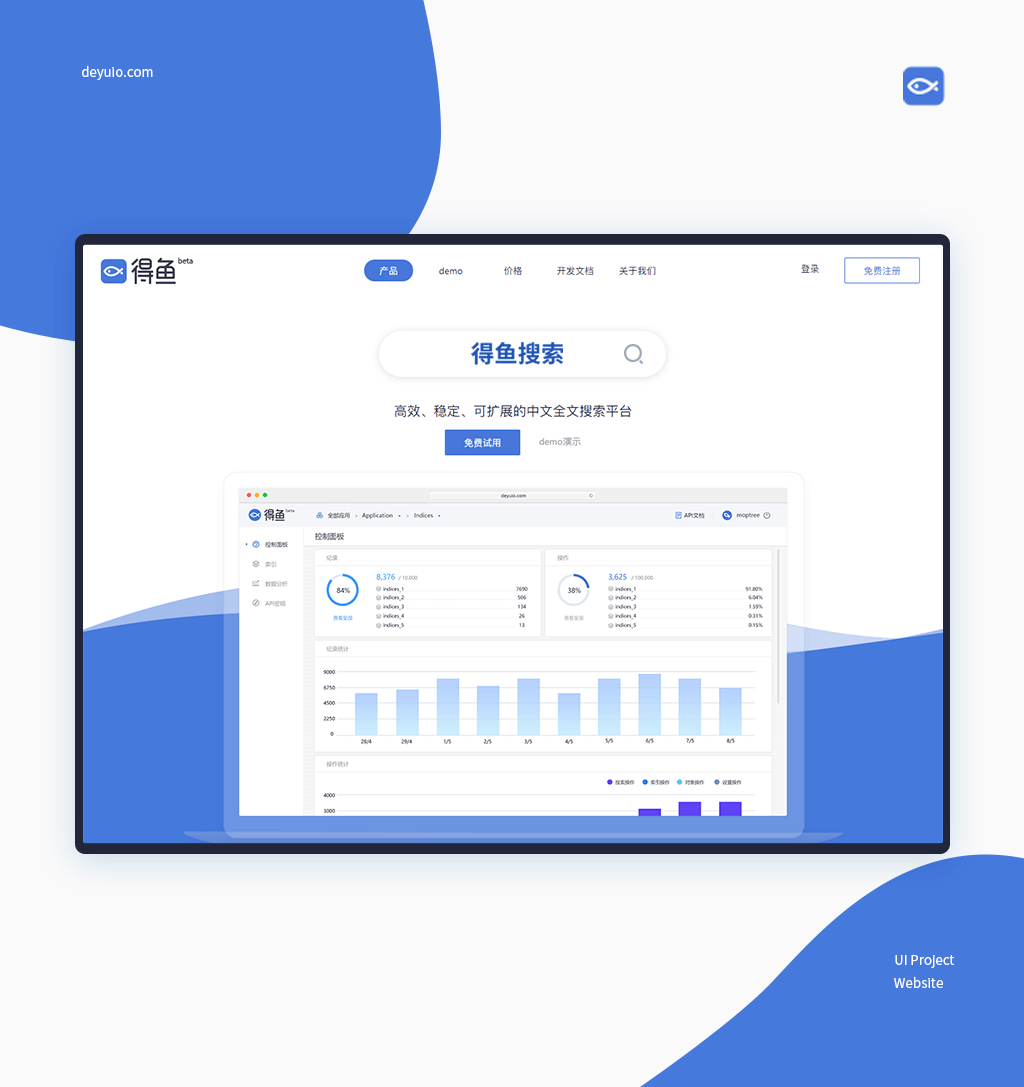 deyuio.com
得鱼 beta
产品 demo 价格 开发文档 关于我们 登录 免费注册
得鱼搜索
高效、稳定、可扩展的中文全文搜索平台
免费试用 demo演示
deyuio.com
得鱼 beta 全部应用 › Application › Indices API文档 moptree
控制面板
索引
数据分析
API密钥
控制面板
记录
84%
查看全部
8,376 / 10,000
indices_1 7690
indices_2 506
indices_3 134
indices_4 26
indices_5 13
操作
38%
查看全部
3,625 / 100,000
indices_1 91.80%
indices_2 6.04%
indices_3 1.59%
indices_4 0.31%
indices_5 0.15%
记录统计
9000
6750
4500
2250
0
28/4 29/4 1/5 2/5 3/5 4/5 5/5 6/5 7/5 8/5
操作统计
搜索操作 索引操作 对象操作 设置操作
4000
3000
UI Project
Website